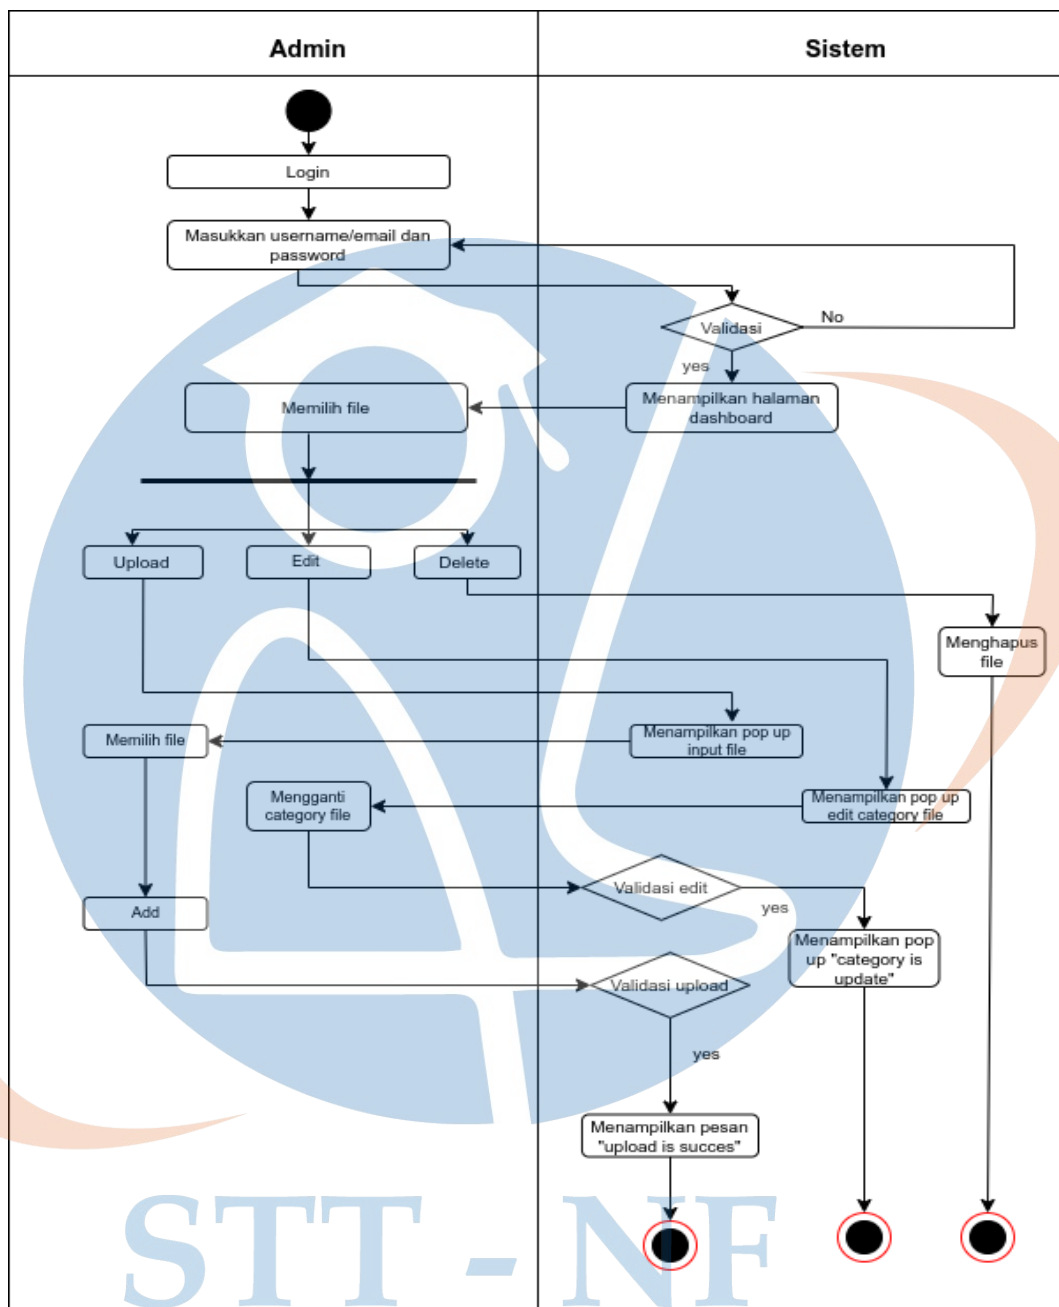 Admin
Sistem
Login
Masukkan username/email dan
password
No
Validasi
yes
Menampilkan halaman
dashboard
Memilih file
Upload
Edit
Delete
Menghapus
file
Menampilkan pop up
input file
Memilih file
Mengganti
category file
Menampilkan pop up
edit category file
Validasi edit
yes
Add
Menampilkan pop
up "category is
update"
Validasi upload
yes
Menampilkan pesan
"upload is succes"
STT - NF